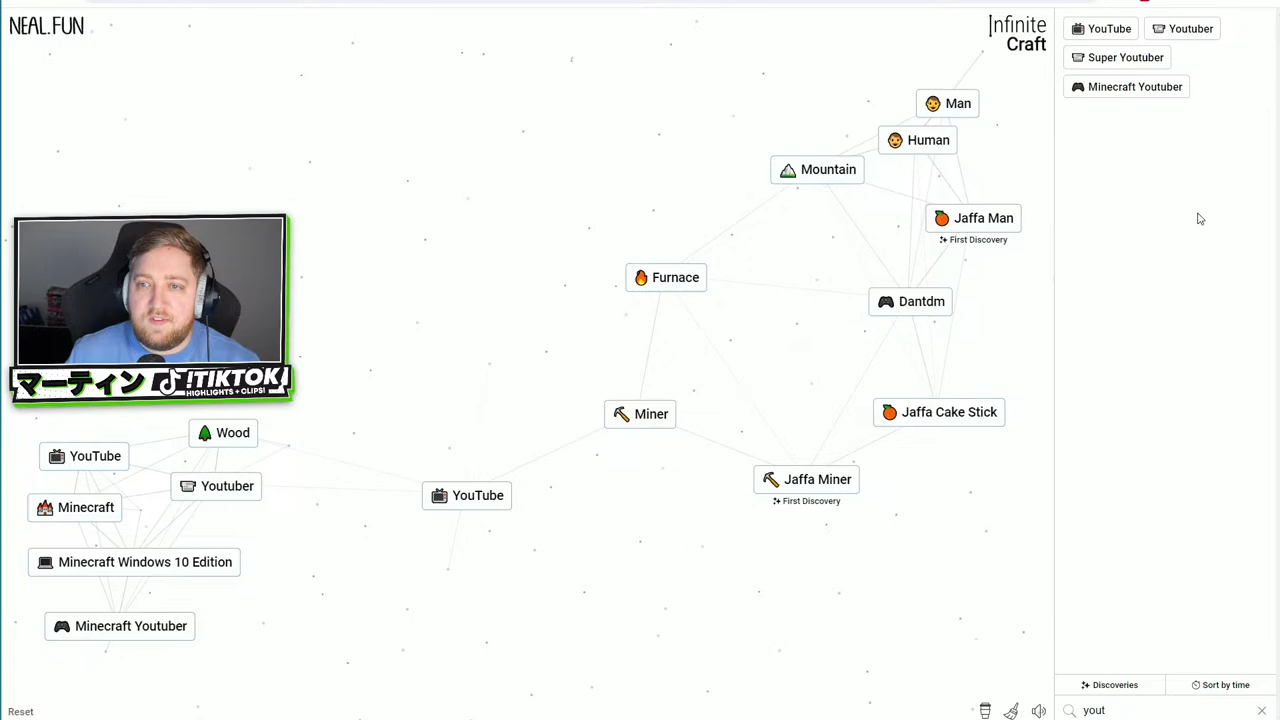 NEAL.FUN
Infinite
Craft
Man
Human
Mountain
Jaffa Man
First Discovery
Furnace
Dantdm
Miner
Jaffa Cake Stick
Wood
YouTube
Youtuber
Minecraft
YouTube
Jaffa Miner
First Discovery
Minecraft Windows 10 Edition
Minecraft Youtuber
マーティン !TIKTOK
HIGHLIGHTS + CLIPS!
Reset
YouTube Youtuber
Super Youtuber
Minecraft Youtuber
Discoveries Sort by time
yout